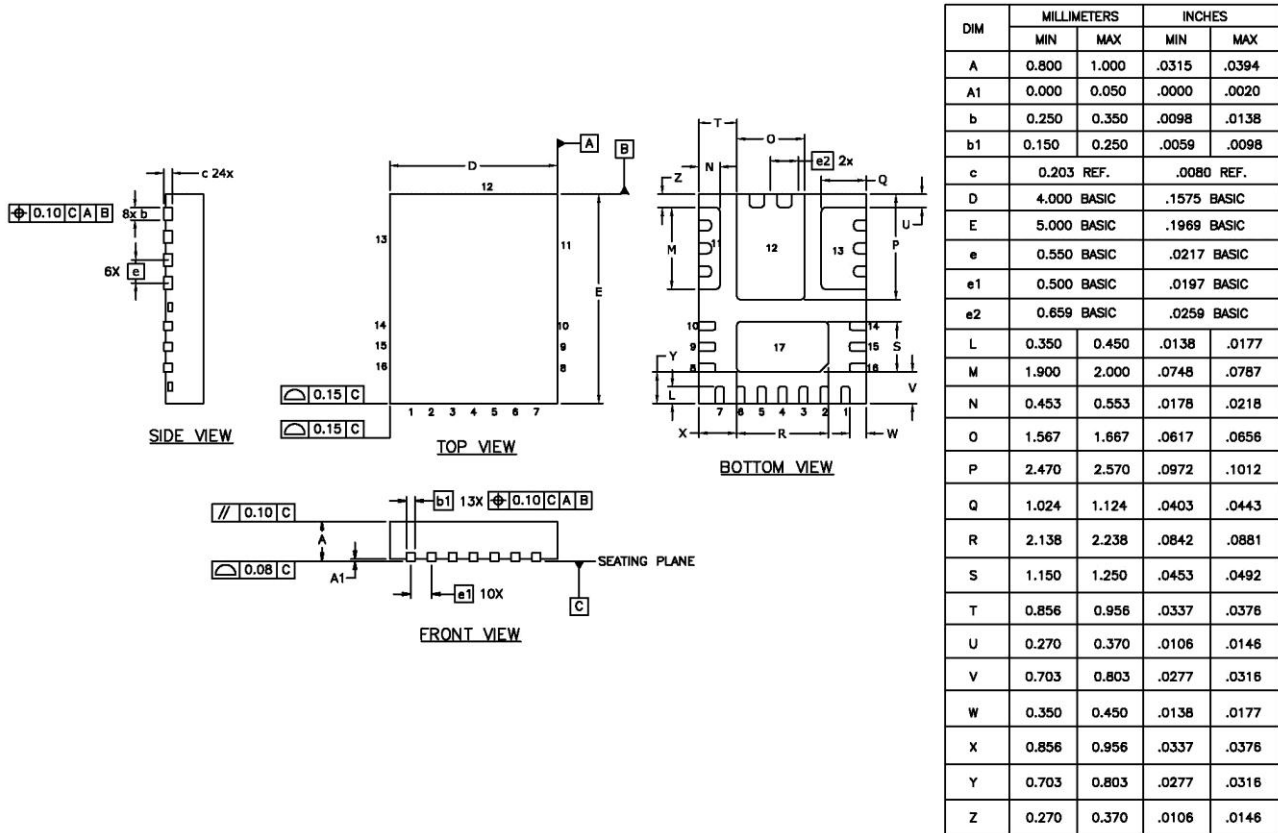 c 24x
⌖ 0.10 C A B
8x b
6X e
SIDE VIEW
D
A
B
12
13
11
E
14
10
15
9
16
8
⌓ 0.15 C
⌓ 0.15 C
1 2 3 4 5 6 7
TOP VIEW
T
O
N
e2 2x
Z
Q
U
M
11
12
13
P
10
14
17
S
9
15
8
16
Y
L
V
7 6 5 4 3 2 1
X
R
W
BOTTOM VIEW
b1 13X ⌖ 0.10 C A B
// 0.10 C
A
⌓ 0.08 C
A1
SEATING PLANE
e1 10X
C
FRONT VIEW
DIM MILLIMETERS INCHES
MIN MAX MIN MAX
A 0.800 1.000 .0315 .0394
A1 0.000 0.050 .0000 .0020
b 0.250 0.350 .0098 .0138
b1 0.150 0.250 .0059 .0098
c 0.203 REF. .0080 REF.
D 4.000 BASIC .1575 BASIC
E 5.000 BASIC .1969 BASIC
e 0.550 BASIC .0217 BASIC
e1 0.500 BASIC .0197 BASIC
e2 0.659 BASIC .0259 BASIC
L 0.350 0.450 .0138 .0177
M 1.900 2.000 .0748 .0787
N 0.453 0.553 .0178 .0218
O 1.567 1.667 .0617 .0656
P 2.470 2.570 .0972 .1012
Q 1.024 1.124 .0403 .0443
R 2.138 2.238 .0842 .0881
S 1.150 1.250 .0453 .0492
T 0.856 0.956 .0337 .0376
U 0.270 0.370 .0106 .0146
V 0.703 0.803 .0277 .0316
W 0.350 0.450 .0138 .0177
X 0.856 0.956 .0337 .0376
Y 0.703 0.803 .0277 .0316
Z 0.270 0.370 .0106 .0146